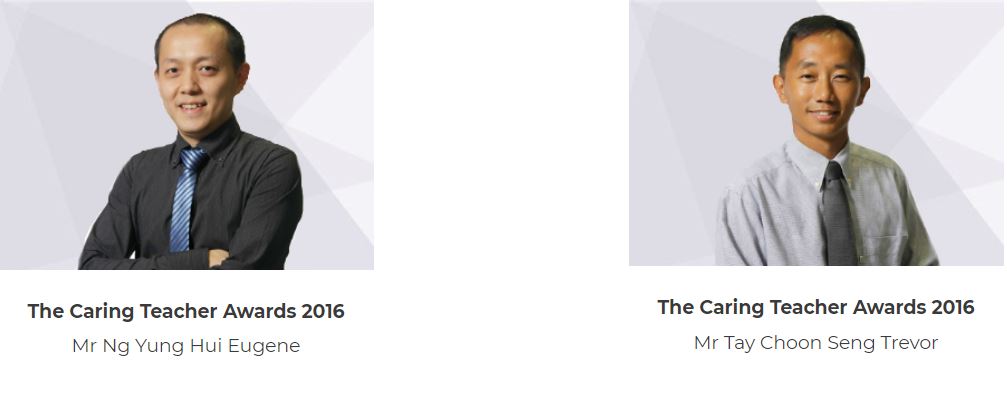 The Caring Teacher Awards 2016
Mr Ng Yung Hui Eugene
The Caring Teacher Awards 2016
Mr Tay Choon Seng Trevor